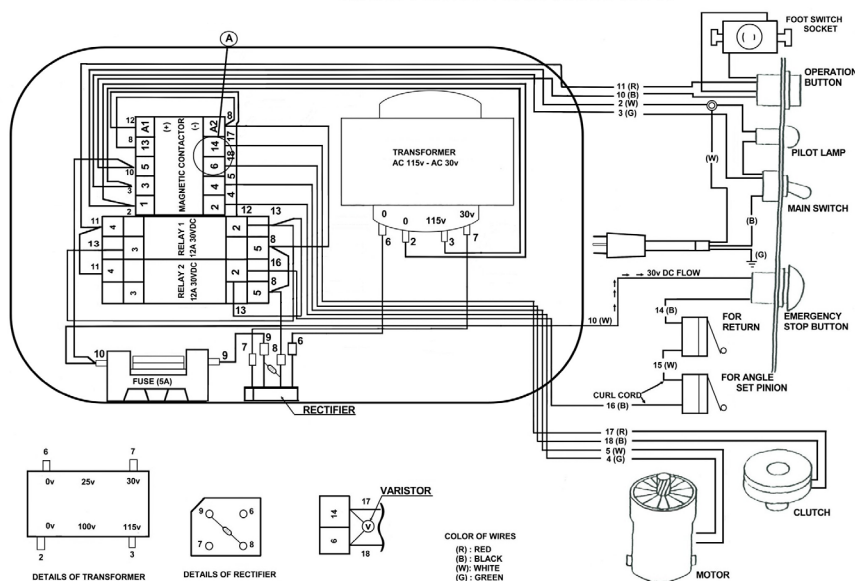 FOOT SWITCH
SOCKET
A
OPERATION
BUTTON
11 (R)
10 (B)
2 (W)
3 (G)
(W)
PILOT LAMP
MAIN SWITCH
(B)
(G)
12
8
10
3
2
A1
13
5
3
1
(+)
(-)
MAGNETIC CONTACTOR
A2
14
6
4
2
8
17
18
5
4
12
13
TRANSFORMER
AC 115v - AC 30v
0
0
115v
30v
6
2
3
7
11
13
11
4
3
4
3
RELAY 1
12A 30VDC
RELAY 2
12A 30VDC
2
5
2
5
8
16
8
13
30v DC FLOW
10 (W)
14 (B)
EMERGENCY
STOP BUTTON
FOR
RETURN
15 (W)
FOR ANGLE
SET PINION
CURL CORD
16 (B)
10
9
FUSE (5A)
7
9
8
6
RECTIFIER
17 (R)
18 (B)
5 (W)
4 (G)
CLUTCH
MOTOR
6
7
0v
25v
30v
0v
100v
115v
2
3
DETAILS OF TRANSFORMER
9
6
7
8
DETAILS OF RECTIFIER
14
6
17
18
V
VARISTOR
COLOR OF WIRES
(R) : RED
(B) : BLACK
(W): WHITE
(G) : GREEN